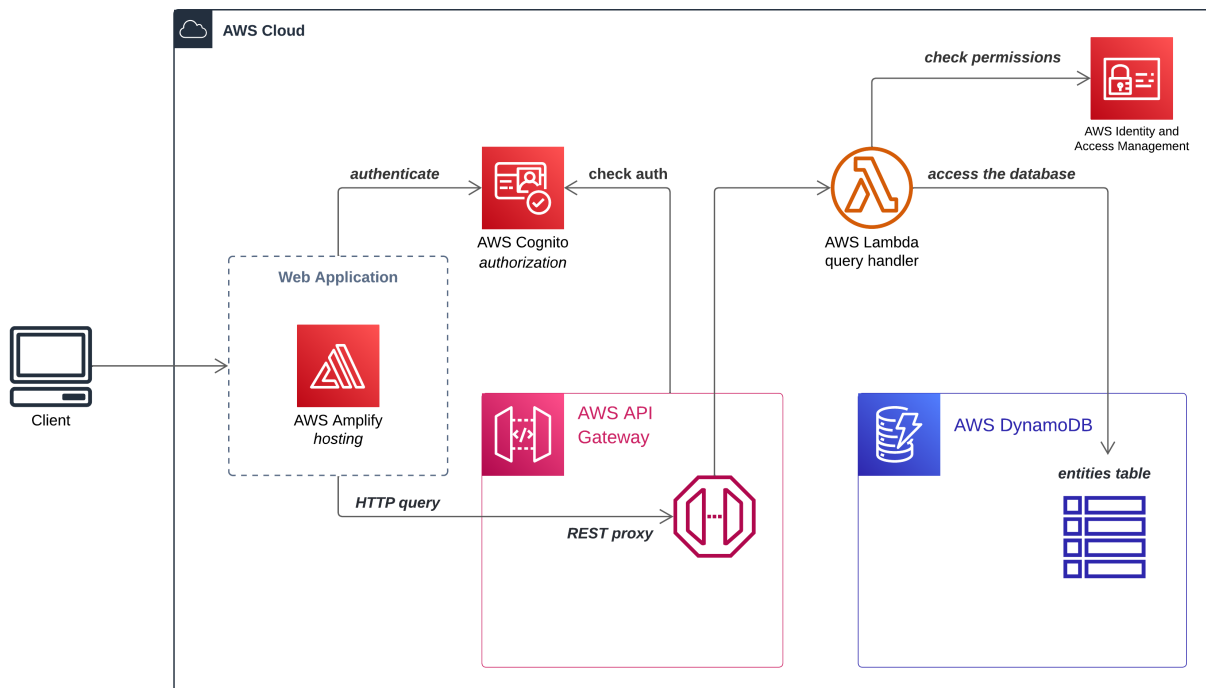 AWS Cloud
check permissions
AWS Identity and
Access Management
authenticate
check auth
access the database
AWS Cognito
authorization
AWS Lambda
query handler
Web Application
Client
AWS Amplify
hosting
AWS API
Gateway
</>
AWS DynamoDB
entities table
HTTP query
REST proxy